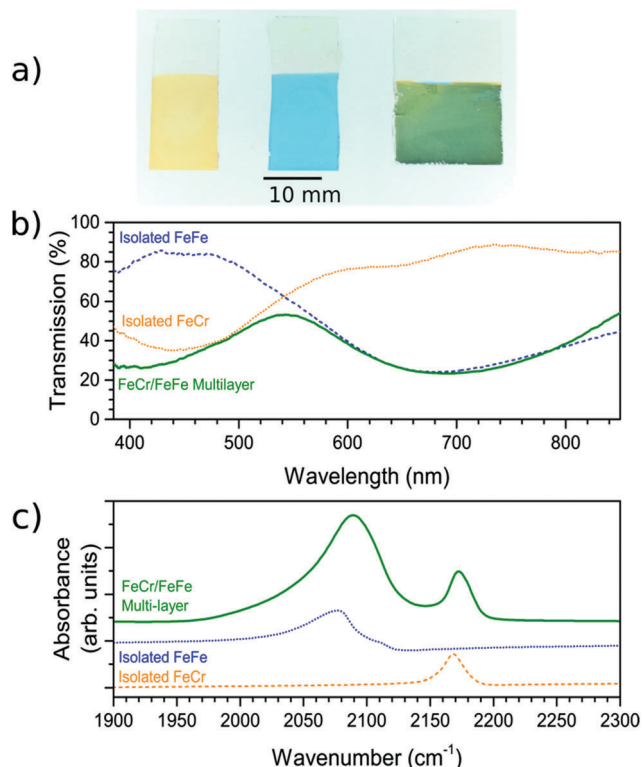 a)
10 mm
b)
Transmission (%)
100
80
60
40
20
0
Isolated FeFe
Isolated FeCr
FeCr/FeFe Multilayer
400
500
600
700
800
Wavelength (nm)
c)
Absorbance
(arb. units)
FeCr/FeFe
Multi-layer
Isolated FeFe
Isolated FeCr
1900
1950
2000
2050
2100
2150
2200
2250
2300
Wavenumber (cm⁻¹)